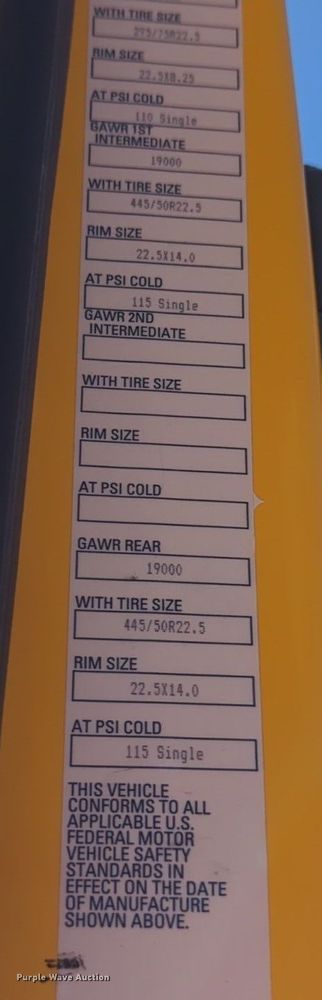 WITH TIRE SIZE
275/75R22.5
RIM SIZE
22.5X8.25
AT PSI COLD
110 Single
GAWR 1ST
INTERMEDIATE
19000
WITH TIRE SIZE
445/50R22.5
RIM SIZE
22.5X14.0
AT PSI COLD
115 Single
GAWR 2ND
INTERMEDIATE
WITH TIRE SIZE
RIM SIZE
AT PSI COLD
GAWR REAR
19000
WITH TIRE SIZE
445/50R22.5
RIM SIZE
22.5X14.0
AT PSI COLD
115 Single
THIS VEHICLE
CONFORMS TO ALL
APPLICABLE U.S.
FEDERAL MOTOR
VEHICLE SAFETY
STANDARDS IN
EFFECT ON THE DATE
OF MANUFACTURE
SHOWN ABOVE.
Purple Wave Auction